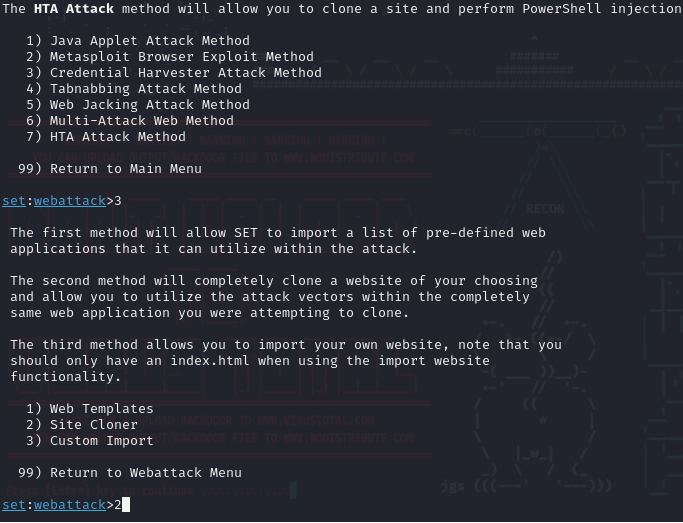 The HTA Attack method will allow you to clone a site and perform PowerShell injection
1) Java Applet Attack Method
2) Metasploit Browser Exploit Method
3) Credential Harvester Attack Method
4) Tabnabbing Attack Method
5) Web Jacking Attack Method
6) Multi-Attack Web Method
7) HTA Attack Method
99) Return to Main Menu
set:webattack>3
The first method will allow SET to import a list of pre-defined web
applications that it can utilize within the attack.
The second method will completely clone a website of your choosing
and allow you to utilize the attack vectors within the completely
same web application you were attempting to clone.
The third method allows you to import your own website, note that you
should only have an index.html when using the import website
functionality.
1) Web Templates
2) Site Cloner
3) Custom Import
99) Return to Webattack Menu
set:webattack>2
RECON
jgs